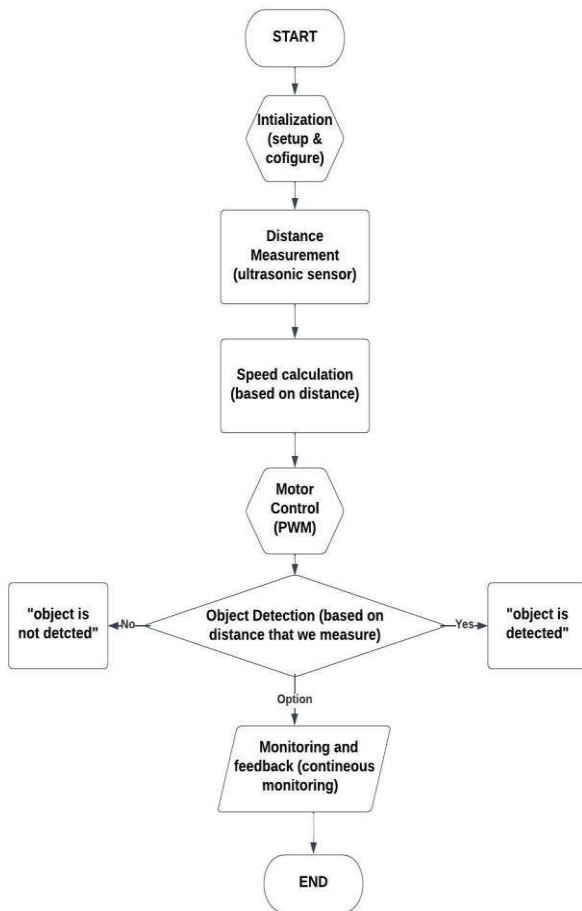 START
Intialization
(setup &
cofigure)
Distance
Measurement
(ultrasonic sensor)
Speed calculation
(based on distance)
Motor
Control
(PWM)
"object is
not detcted"
No
Object Detection (based on
distance that we measure)
Yes
"object is
detected"
Option
Monitoring and
feedback (contineous
monitoring)
END